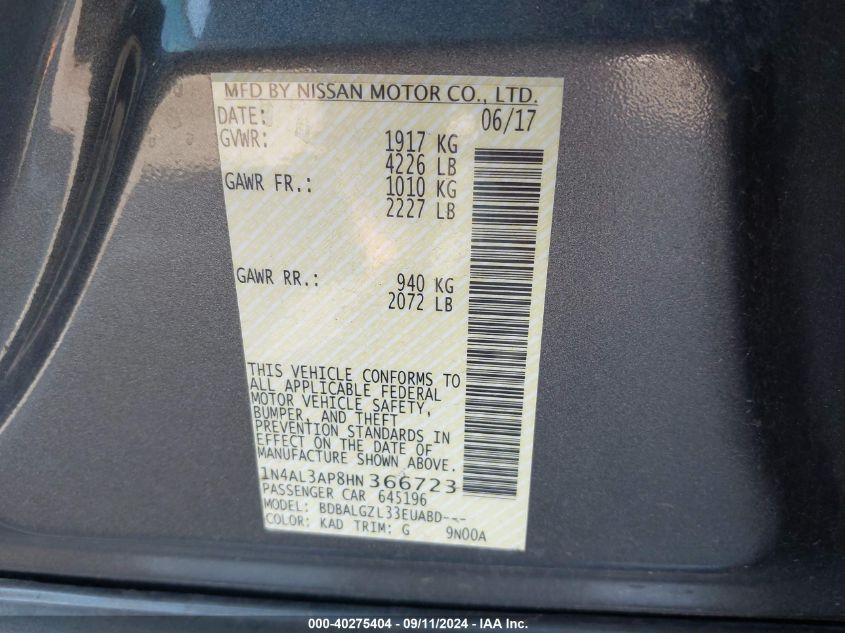 MFD BY NISSAN MOTOR CO., LTD.
DATE: 06/17
GVWR: 1917 KG
4226 LB
GAWR FR.: 1010 KG
2227 LB
GAWR RR.: 940 KG
2072 LB
THIS VEHICLE CONFORMS TO
ALL APPLICABLE FEDERAL
MOTOR VEHICLE SAFETY,
BUMPER, AND THEFT
PREVENTION STANDARDS IN
EFFECT ON THE DATE OF
MANUFACTURE SHOWN ABOVE.
1N4AL3AP8HN 366723
PASSENGER CAR 645196
MODEL: BDBALGZL33EUABD---
COLOR: KAD TRIM: G 9N00A
000-40275404 - 09/11/2024 - IAA Inc.